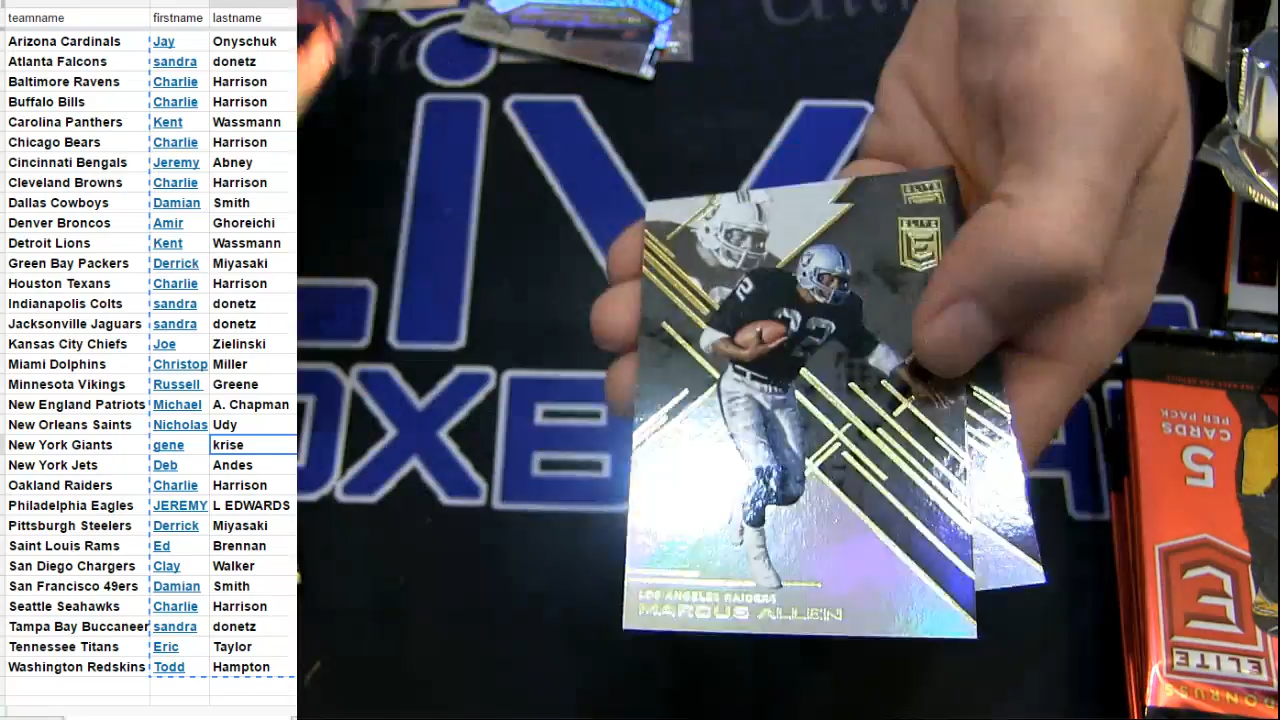 teamname firstname lastname
Arizona Cardinals Jay Onyschuk
Atlanta Falcons sandra donetz
Baltimore Ravens Charlie Harrison
Buffalo Bills Charlie Harrison
Carolina Panthers Kent Wassmann
Chicago Bears Charlie Harrison
Cincinnati Bengals Jeremy Abney
Cleveland Browns Charlie Harrison
Dallas Cowboys Damian Smith
Denver Broncos Amir Ghoreichi
Detroit Lions Kent Wassmann
Green Bay Packers Derrick Miyasaki
Houston Texans Charlie Harrison
Indianapolis Colts sandra donetz
Jacksonville Jaguars sandra donetz
Kansas City Chiefs Joe Zielinski
Miami Dolphins Christop Miller
Minnesota Vikings Russell Greene
New England Patriots Michael A. Chapman
New Orleans Saints Nicholas Udy
New York Giants gene krise
New York Jets Deb Andes
Oakland Raiders Charlie Harrison
Philadelphia Eagles JEREMY L EDWARDS
Pittsburgh Steelers Derrick Miyasaki
Saint Louis Rams Ed Brennan
San Diego Chargers Clay Walker
San Francisco 49ers Damian Smith
Seattle Seahawks Charlie Harrison
Tampa Bay Buccaneer sandra donetz
Tennessee Titans Eric Taylor
Washington Redskins Todd Hampton
ELITE
ELITE
22
LOS ANGELES RAIDERS
MARCUS ALLEN
5
CARDS
PER PACK
ELITE
DONRUSS